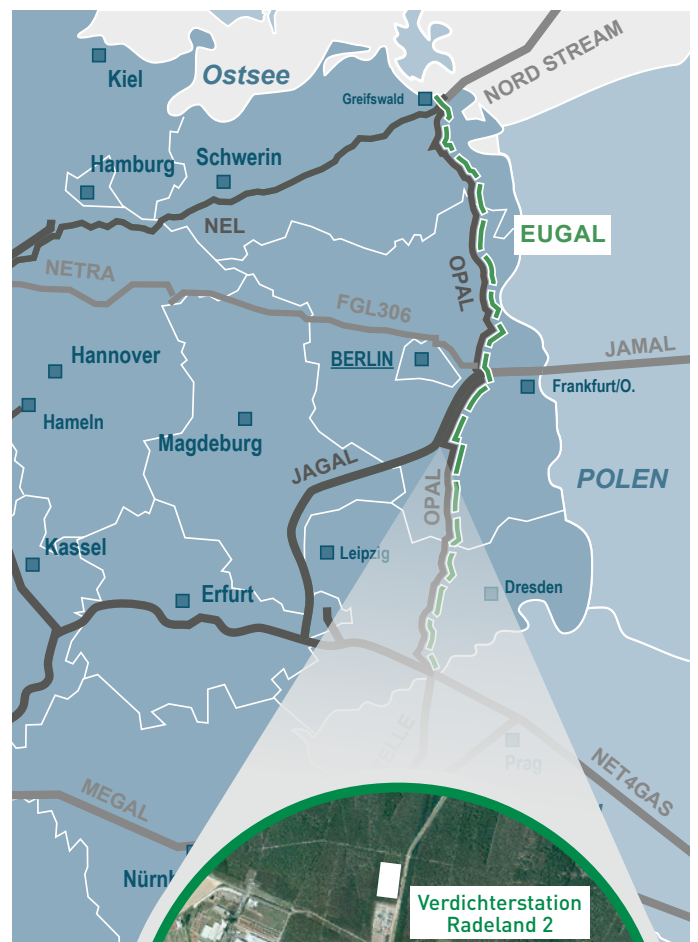 NORD STREAM
Kiel
Ostsee
Greifswald
Schwerin
Hamburg
NEL
EUGAL
OPAL
NETRA
FGL306
JAMAL
BERLIN
Hannover
Frankfurt/O.
Hameln
Magdeburg
JAGAL
OPAL
POLEN
Kassel
Leipzig
Erfurt
Dresden
Prag
NET4GAS
MEGAL
Verdichterstation
Radeland 2